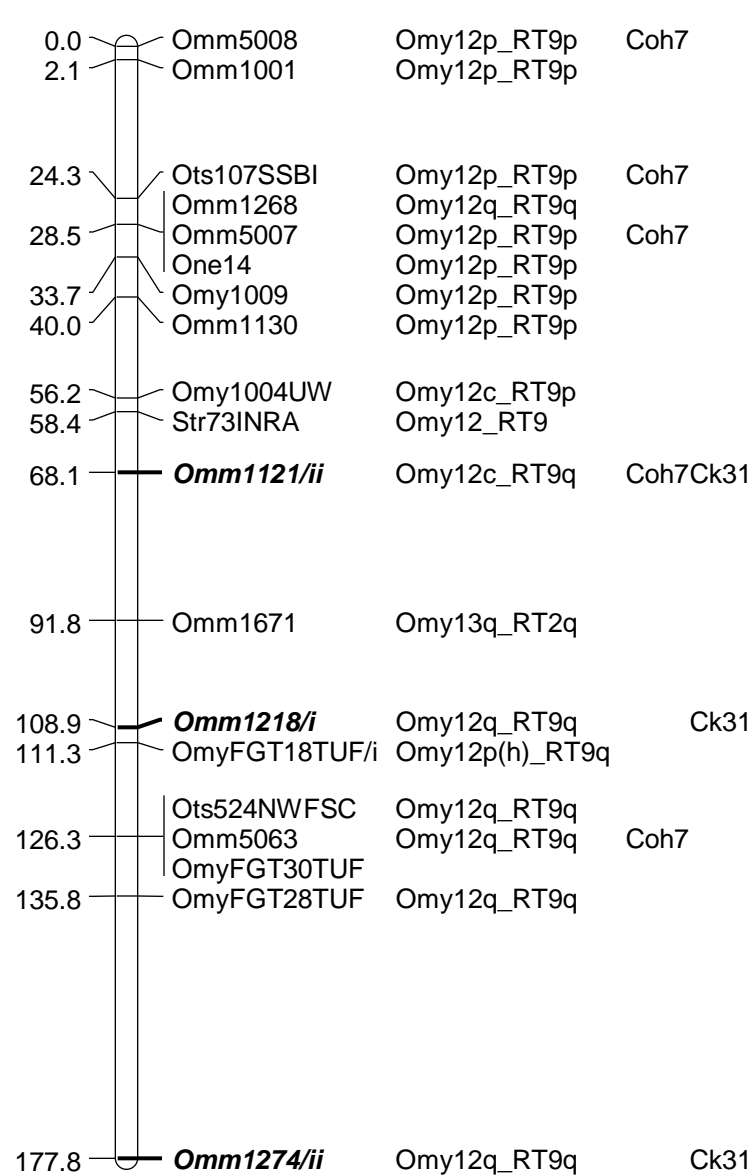 0.0 Omm5008 Omy12p_RT9p Coh7
2.1 Omm1001 Omy12p_RT9p
24.3 Ots107SSBI Omy12p_RT9p Coh7
Omm1268 Omy12q_RT9q
28.5 Omm5007 Omy12p_RT9p Coh7
One14 Omy12p_RT9p
33.7 Omy1009 Omy12p_RT9p
40.0 Omm1130 Omy12p_RT9p
56.2 Omy1004UW Omy12c_RT9p
58.4 Str73INRA Omy12_RT9
68.1 Omm1121/ii Omy12c_RT9q Coh7Ck31
91.8 Omm1671 Omy13q_RT2q
108.9 Omm1218/i Omy12q_RT9q Ck31
111.3 OmyFGT18TUF/i Omy12p(h)_RT9q
Ots524NWFSC Omy12q_RT9q
126.3 Omm5063 Omy12q_RT9q Coh7
OmyFGT30TUF
135.8 OmyFGT28TUF Omy12q_RT9q
177.8 Omm1274/ii Omy12q_RT9q Ck31